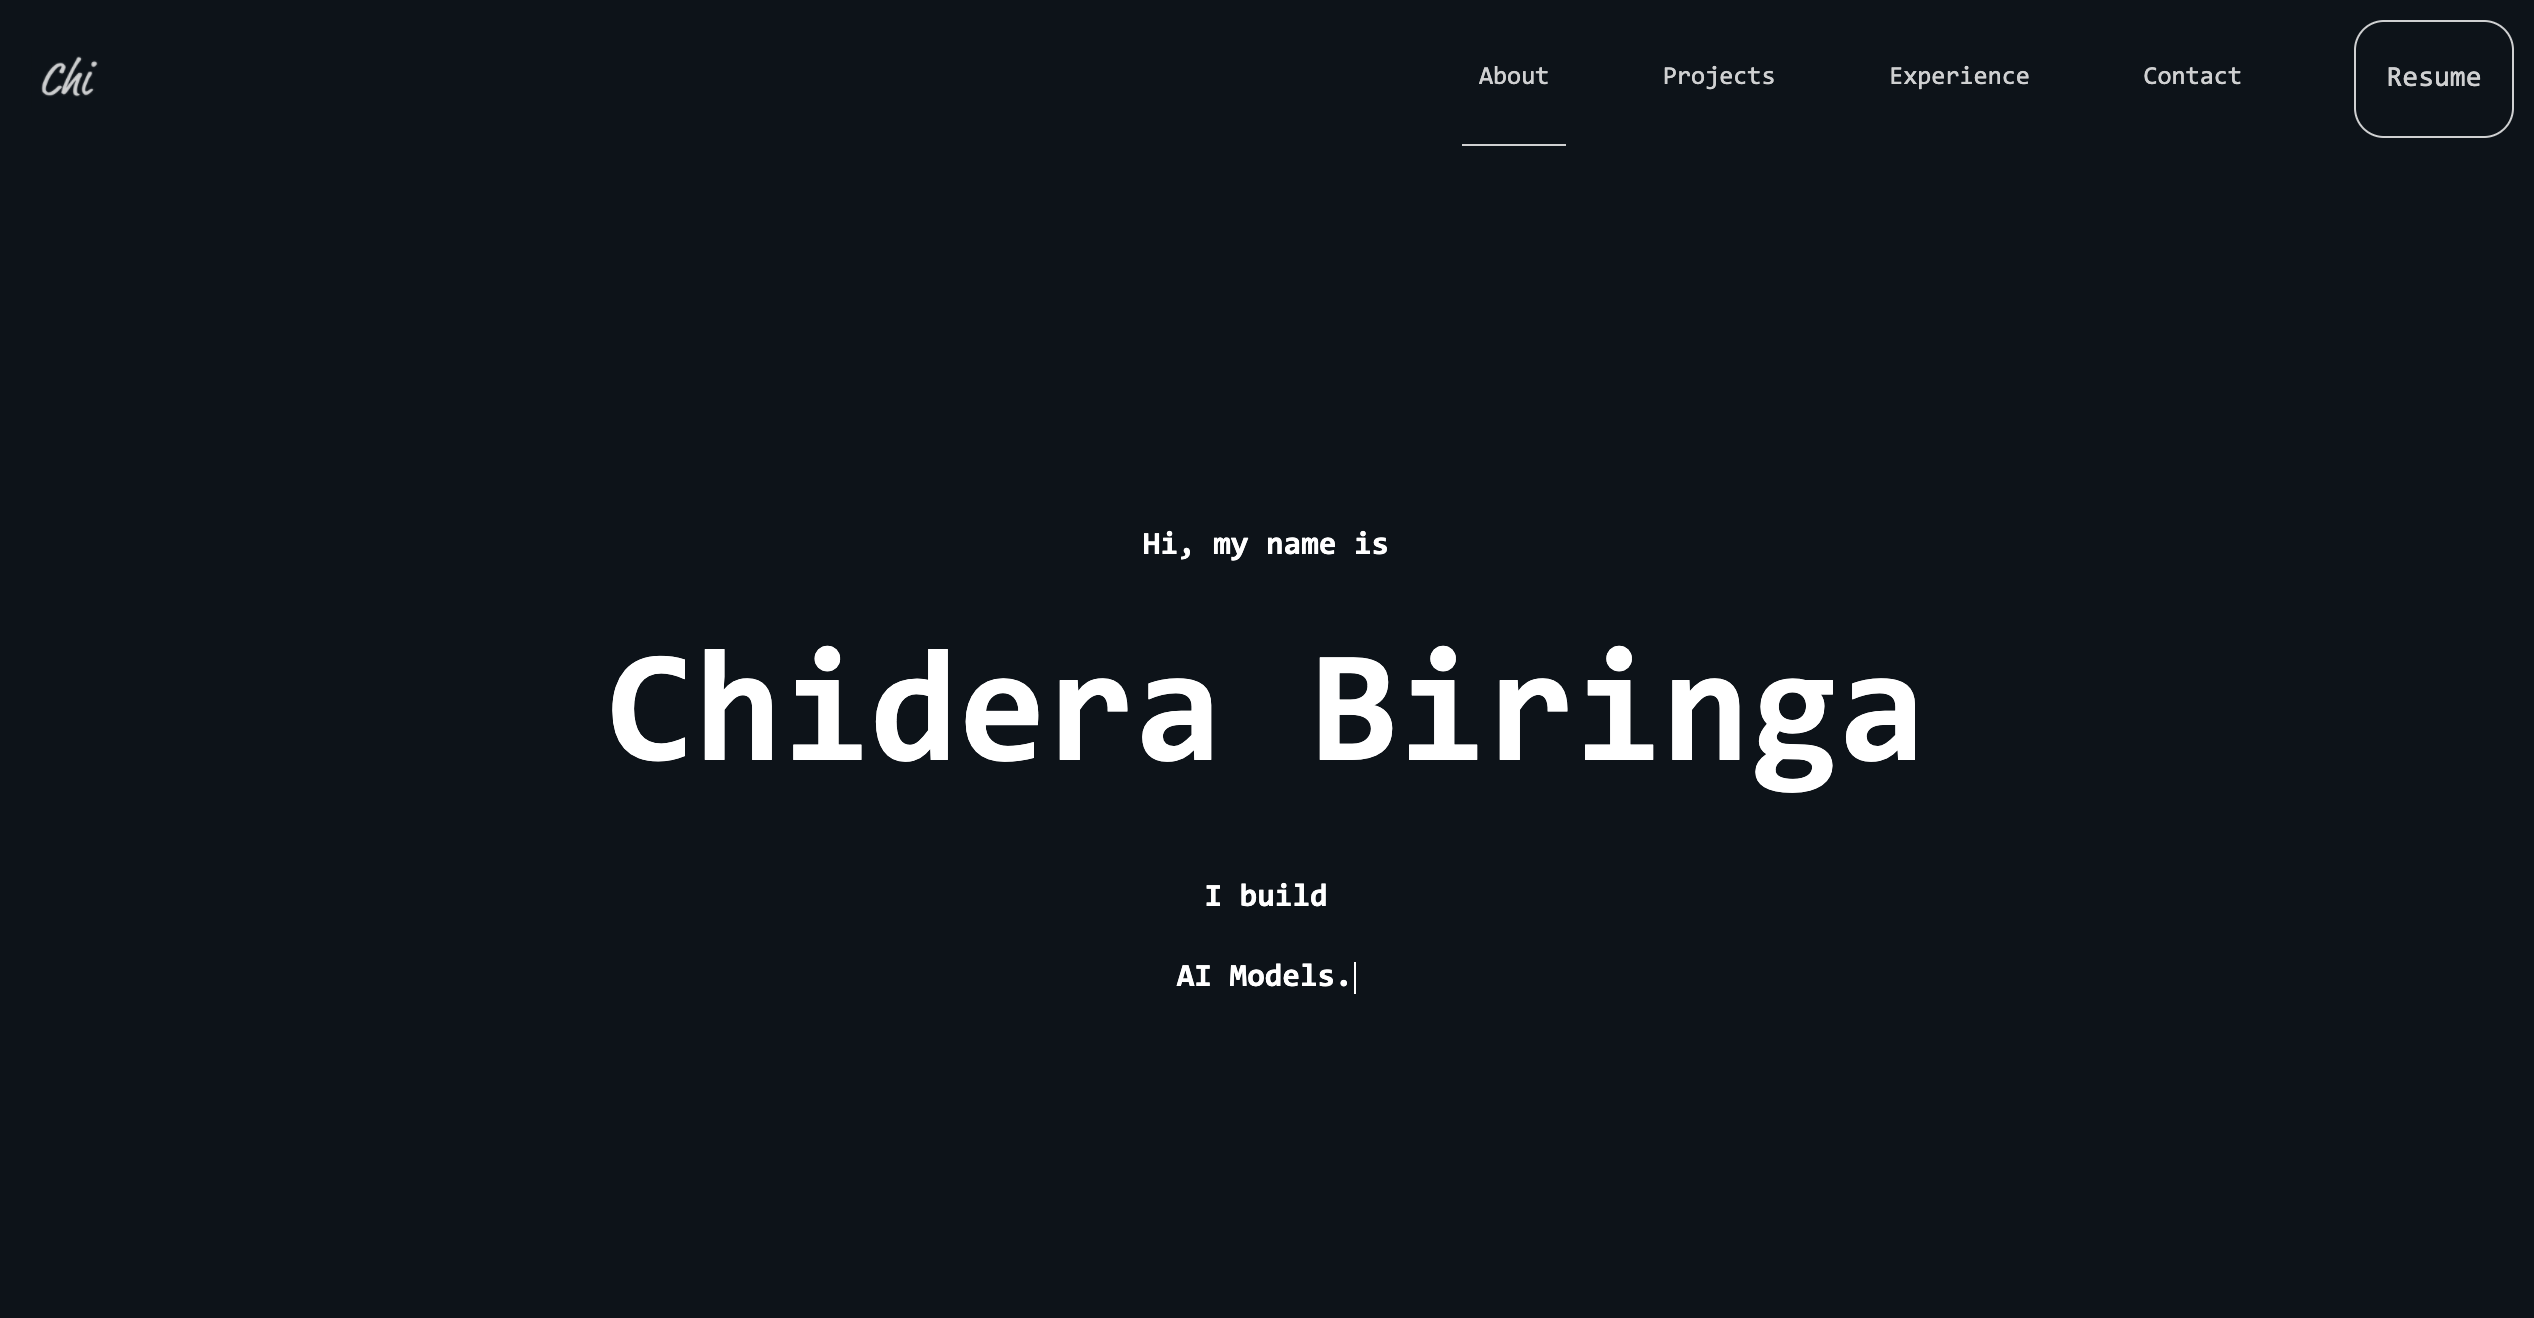 Chi
About Projects Experience Contact Resume
Hi, my name is
Chidera Biringa
I build
AI Models.